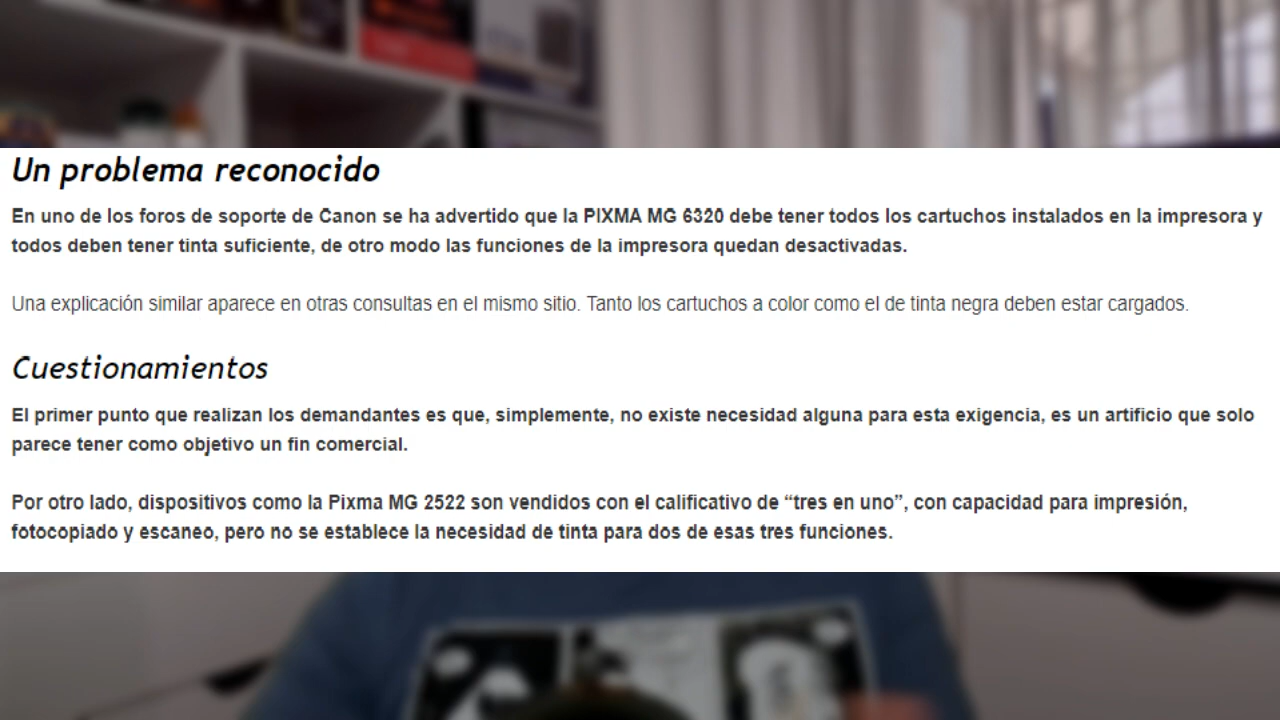 Un problema reconocido
En uno de los foros de soporte de Canon se ha advertido que la PIXMA MG 6320 debe tener todos los cartuchos instalados en la impresora y
todos deben tener tinta suficiente, de otro modo las funciones de la impresora quedan desactivadas.
Una explicación similar aparece en otras consultas en el mismo sitio. Tanto los cartuchos a color como el de tinta negra deben estar cargados.
Cuestionamientos
El primer punto que realizan los demandantes es que, simplemente, no existe necesidad alguna para esta exigencia, es un artificio que solo
parece tener como objetivo un fin comercial.
Por otro lado, dispositivos como la Pixma MG 2522 son vendidos con el calificativo de “tres en uno”, con capacidad para impresión,
fotocopiado y escaneo, pero no se establece la necesidad de tinta para dos de esas tres funciones.